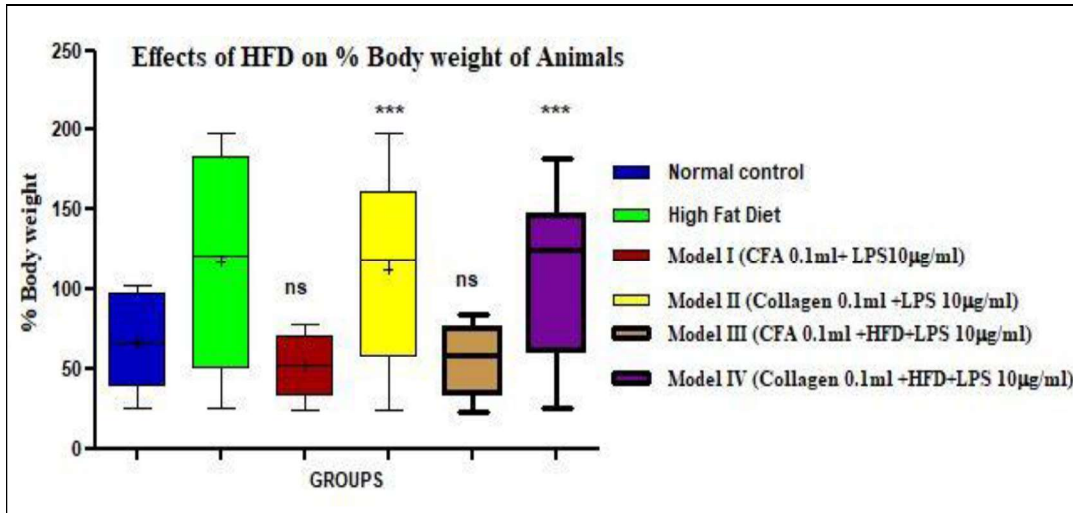 Effects of HFD on % Body weight of Animals
% Body weight
250
200
150
100
50
0
***
***
ns
ns
GROUPS
Normal control
High Fat Diet
Model I (CFA 0.1ml+ LPS10μg/ml)
Model II (Collagen 0.1ml +LPS 10μg/ml)
Model III (CFA 0.1ml +HFD+LPS 10μg/ml)
Model IV (Collagen 0.1ml +HFD+LPS 10μg/ml)